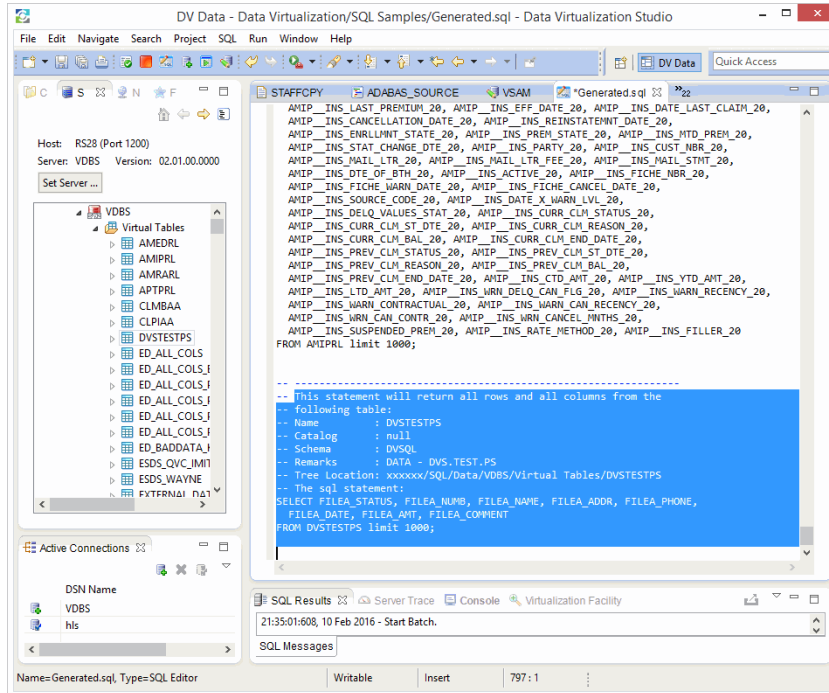 DV Data - Data Virtualization/SQL Samples/Generated.sql - Data Virtualization Studio
File Edit Navigate Search Project SQL Run Window Help
DV Data
Quick Access
C S N F
Host: RS28 (Port 1200)
Server: VDBS Version: 02.01.00.0000
Set Server ...
VDBS
Virtual Tables
AMEDRL
AMIPRL
AMRARL
APTPRL
CLMBAA
CLPIAA
DVSTESTPS
ED_ALL_COLS
ED_ALL_COLS_E
ED_ALL_COLS_F
ED_ALL_COLS_F
ED_ALL_COLS_F
ED_ALL_COLS_F
ED_BADDATA_H
ESDS_QVC_IMIT
ESDS_WAYNE
EXTERNAL_DAT
Active Connections
DSN Name
VDBS
hls
STAFFCPY ADABAS_SOURCE VSAM *Generated.sql »22
AMIP__INS_LAST_PREMIUM_20, AMIP__INS_EFF_DATE_20, AMIP__INS_DATE_LAST_CLAIM_20,
AMIP__INS_CANCELLATION_DATE_20, AMIP__INS_REINSTATEMNT_DATE_20,
AMIP__INS_ENRLLMNT_STATE_20, AMIP__INS_PREM_STATE_20, AMIP__INS_MTD_PREM_20,
AMIP__INS_STAT_CHANGE_DTE_20, AMIP__INS_PARTY_20, AMIP__INS_CUST_NBR_20,
AMIP__INS_MAIL_LTR_20, AMIP__INS_MAIL_LTR_FEE_20, AMIP__INS_MAIL_STMT_20,
AMIP__INS_DTE_OF_BTH_20, AMIP__INS_ACTIVE_20, AMIP__INS_FICHE_NBR_20,
AMIP__INS_FICHE_WARN_DATE_20, AMIP__INS_FICHE_CANCEL_DATE_20,
AMIP__INS_SOURCE_CODE_20, AMIP__INS_DATE_X_WARN_LVL_20,
AMIP__INS_DELQ_VALUES_STAT_20, AMIP__INS_CURR_CLM_STATUS_20,
AMIP__INS_CURR_CLM_ST_DTE_20, AMIP__INS_CURR_CLM_REASON_20,
AMIP__INS_CURR_CLM_BAL_20, AMIP__INS_CURR_CLM_END_DATE_20,
AMIP__INS_PREV_CLM_STATUS_20, AMIP__INS_PREV_CLM_ST_DTE_20,
AMIP__INS_PREV_CLM_REASON_20, AMIP__INS_PREV_CLM_BAL_20,
AMIP__INS_PREV_CLM_END_DATE_20, AMIP__INS_CTD_AMT_20, AMIP__INS_YTD_AMT_20,
AMIP__INS_LTD_AMT_20, AMIP__INS_WRN_DELQ_CAN_FLG_20, AMIP__INS_WARN_RECENCY_20,
AMIP__INS_WARN_CONTRACTUAL_20, AMIP__INS_WARN_CAN_RECENCY_20,
AMIP__INS_WRN_CAN_CONTR_20, AMIP__INS_WRN_CANCEL_MNTHS_20,
AMIP__INS_SUSPENDED_PREM_20, AMIP__INS_RATE_METHOD_20, AMIP__INS_FILLER_20
FROM AMIPRL limit 1000;
-- ----------------------------------------------------------------
-- This statement will return all rows and all columns from the
-- following table:
-- Name : DVSTESTPS
-- Catalog : null
-- Schema : DVSQL
-- Remarks : DATA - DVS.TEST.PS
-- Tree Location: xxxxxx/SQL/Data/VDBS/Virtual Tables/DVSTESTPS
-- The sql statement:
SELECT FILEA_STATUS, FILEA_NUMB, FILEA_NAME, FILEA_ADDR, FILEA_PHONE,
FILEA_DATE, FILEA_AMT, FILEA_COMMENT
FROM DVSTESTPS limit 1000;
SQL Results Server Trace Console Virtualization Facility
21:35:01:608, 10 Feb 2016 - Start Batch.
SQL Messages
Name=Generated.sql, Type=SQL Editor Writable Insert 797 : 1